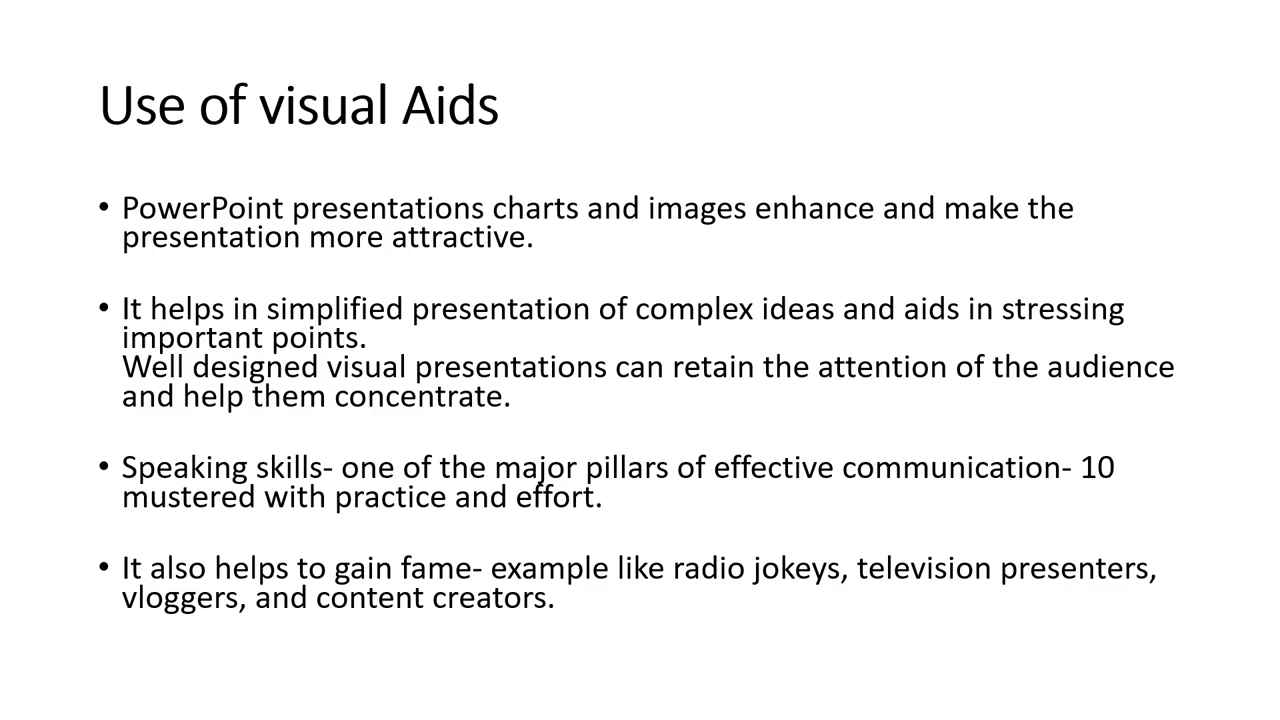 Use of visual Aids
• PowerPoint presentations charts and images enhance and make the
presentation more attractive.
• It helps in simplified presentation of complex ideas and aids in stressing
important points.
Well designed visual presentations can retain the attention of the audience
and help them concentrate.
• Speaking skills- one of the major pillars of effective communication- 10
mustered with practice and effort.
• It also helps to gain fame- example like radio jokeys, television presenters,
vloggers, and content creators.